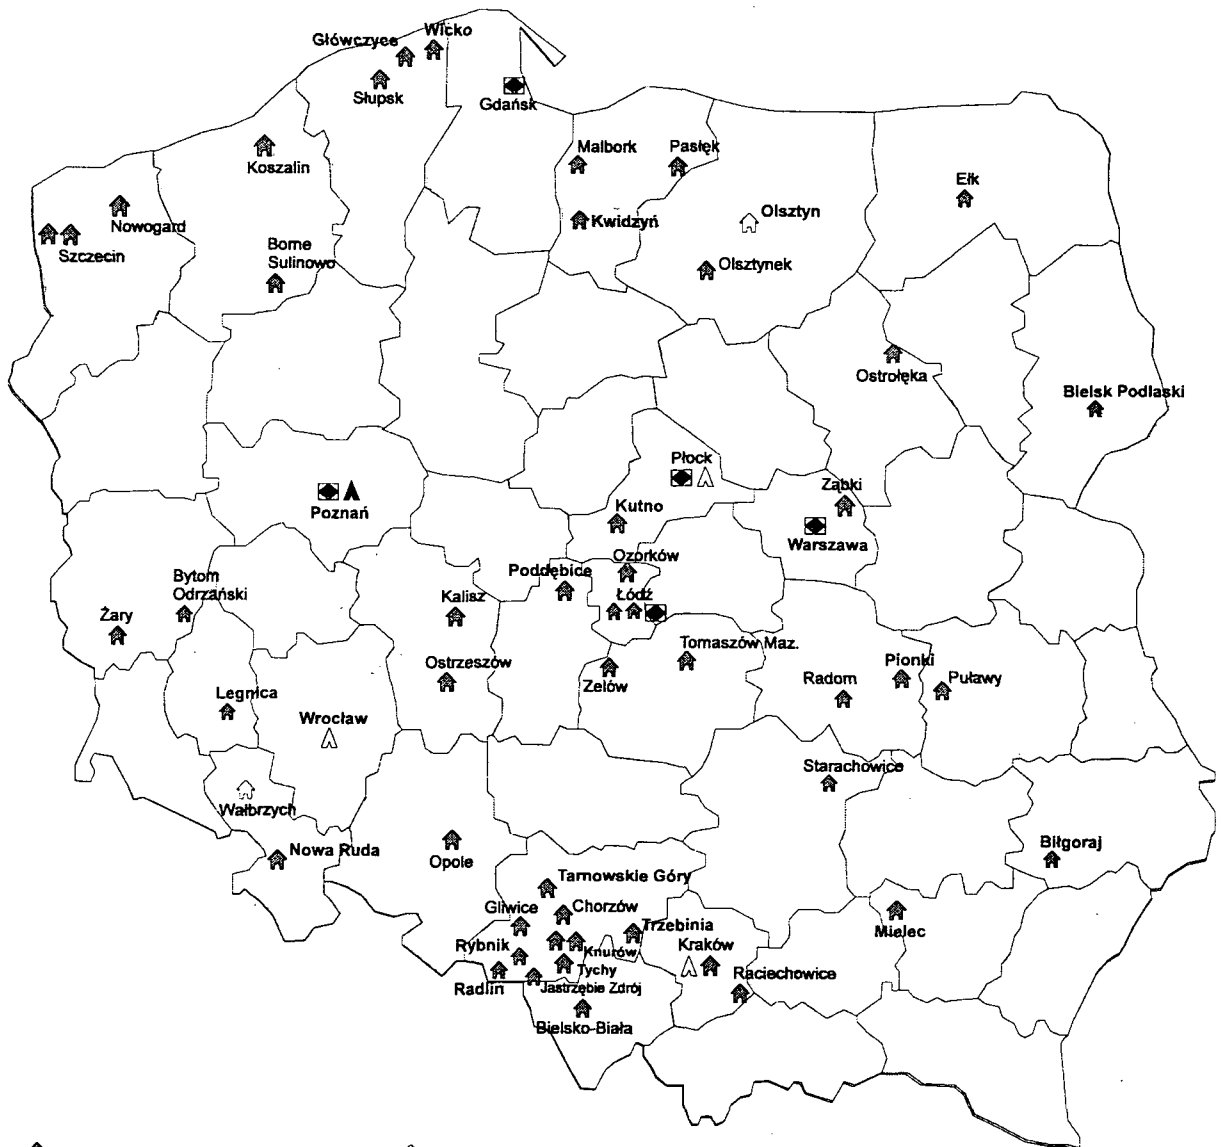 Wicko
Główczyce
Słupsk
Gdańsk
Koszalin
Malbork
Pasłęk
Ełk
Nowogard
Kwidzyń
Olsztyn
Szczecin
Borne
Sulinowo
Olsztynek
Ostrołęka
Bielsk Podlaski
Płock
Ząbki
Poznań
Kutno
Warszawa
Ozorków
Poddębice
Bytom
Odrzański
Kalisz
Łódź
Żary
Tomaszów Maz.
Ostrzeszów
Zelów
Pionki
Radom
Puławy
Legnica
Wrocław
Starachowice
Wałbrzych
Nowa Ruda
Opole
Biłgoraj
Tarnowskie Góry
Gliwice
Chorzów
Trzebinia
Mielec
Rybnik
Knurów
Kraków
Tychy
Raciechowice
Radlin
Jastrzębie Zdrój
Bielsko-Biała